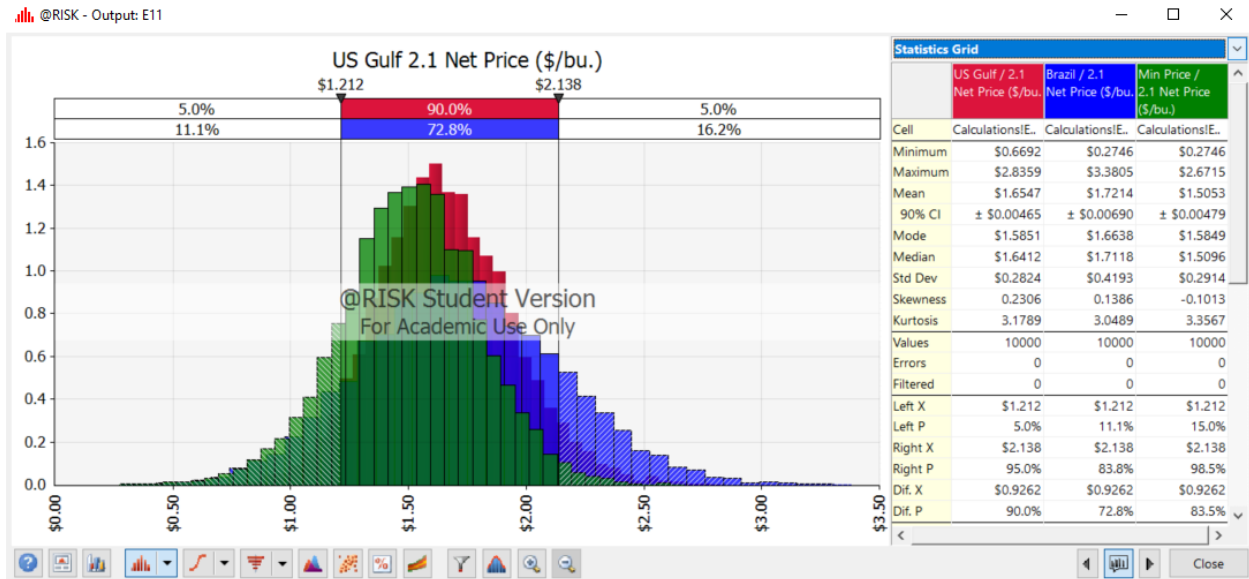 @RISK - Output: E11
US Gulf 2.1 Net Price ($/bu.)
$1.212 $2.138
5.0% 90.0% 5.0%
11.1% 72.8% 16.2%
1.6
1.4
1.2
1.0
0.8
0.6
0.4
0.2
0.0
@RISK Student Version
For Academic Use Only
$0.00 $0.50 $1.00 $1.50 $2.00 $2.50 $3.00 $3.50
Statistics Grid
US Gulf / 2.1 Net Price ($/bu. Brazil / 2.1 Net Price ($/bu. Min Price / 2.1 Net Price ($/bu.)
Cell Calculations!E.. Calculations!E.. Calculations!E..
Minimum $0.6692 $0.2746 $0.2746
Maximum $2.8359 $3.3805 $2.6715
Mean $1.6547 $1.7214 $1.5053
90% CI ± $0.00465 ± $0.00690 ± $0.00479
Mode $1.5851 $1.6638 $1.5849
Median $1.6412 $1.7118 $1.5096
Std Dev $0.2824 $0.4193 $0.2914
Skewness 0.2306 0.1386 -0.1013
Kurtosis 3.1789 3.0489 3.3567
Values 10000 10000 10000
Errors 0 0 0
Filtered 0 0 0
Left X $1.212 $1.212 $1.212
Left P 5.0% 11.1% 15.0%
Right X $2.138 $2.138 $2.138
Right P 95.0% 83.8% 98.5%
Dif. X $0.9262 $0.9262 $0.9262
Dif. P 90.0% 72.8% 83.5%
Close